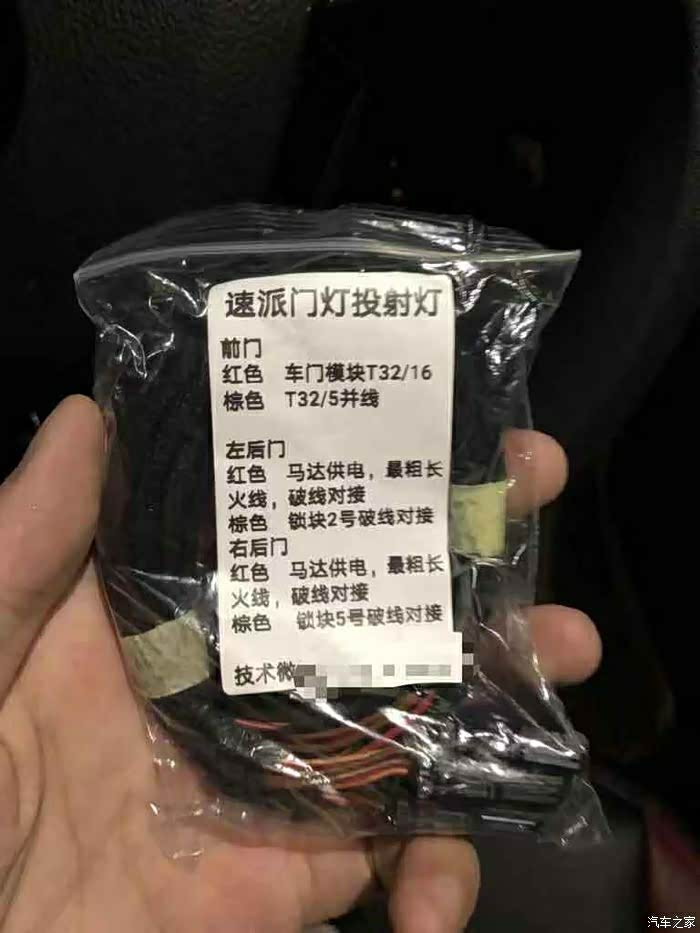 速派门灯投射灯
前门
红色 车门模块T32/16
棕色 T32/5并线
左后门
红色 马达供电，最粗长
火线，破线对接
棕色 锁块2号破线对接
右后门
红色 马达供电，最粗长
火线，破线对接
棕色 锁块5号破线对接
技术微
汽车之家